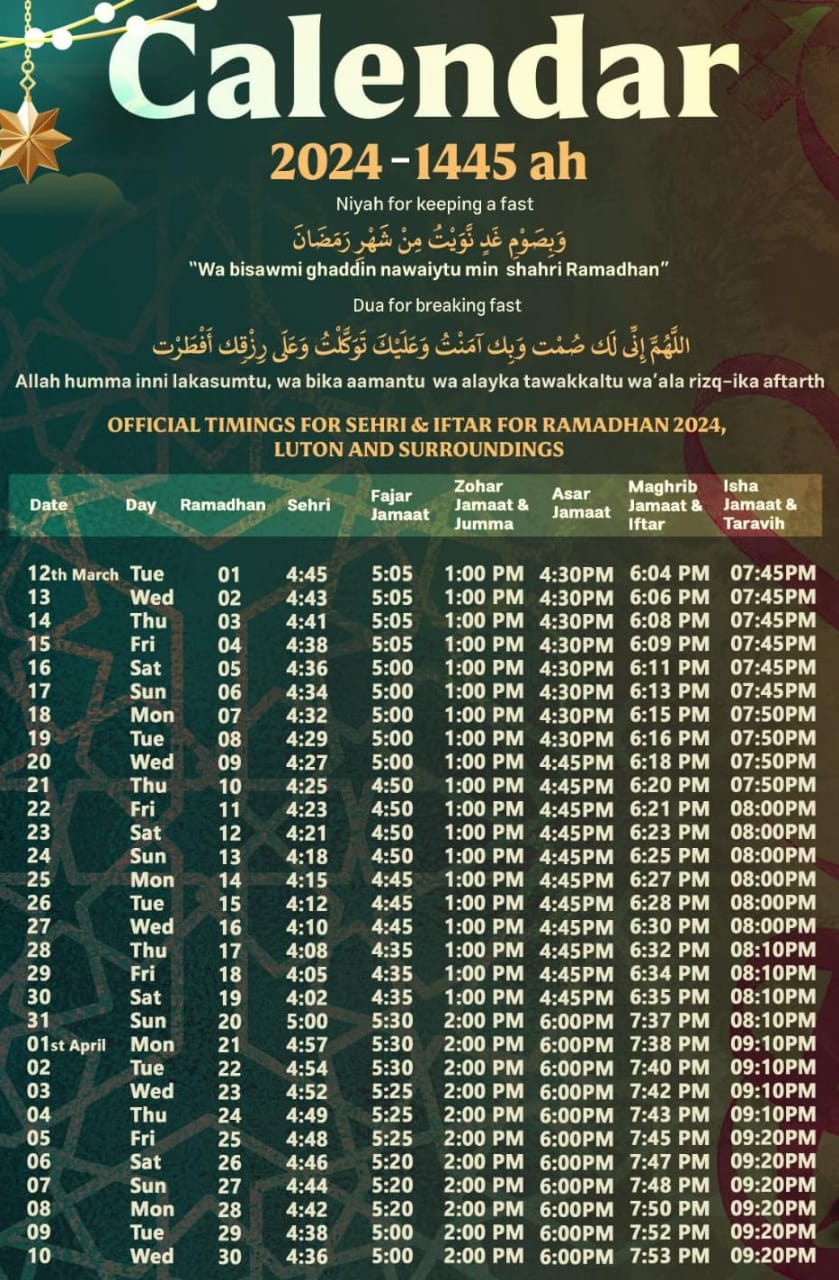 Calendar
2024 -1445 ah
Niyah for keeping a fast
وَبِصَوْمِ غَدٍ نَّوَيْتُ مِنْ شَهْرِ رَمَضَانَ
“Wa bisawmi ghaddin nawaiytu min shahri Ramadhan”
Dua for breaking fast
اللَّهُمَّ إِنِّى لَك صُمْت وَبِك آمَنْتُ وَعَلَيْكَ تَوَكَّلْتُ وَعَلَى رِزْقِك أَفْطَرْت
Allah humma inni lakasumtu, wa bika aamantu wa alayka tawakkaltu wa'ala rizq-ika aftarth
OFFICIAL TIMINGS FOR SEHRI & IFTAR FOR RAMADHAN 2024,
LUTON AND SURROUNDINGS
Date Day Ramadhan Sehri Fajar Jamaat Zohar Jamaat & Jumma Asar Jamaat Maghrib Jamaat & Iftar Isha Jamaat & Taravih
12th March Tue 01 4:45 5:05 1:00 PM 4:30PM 6:04 PM 07:45PM
13 Wed 02 4:43 5:05 1:00 PM 4:30PM 6:06 PM 07:45PM
14 Thu 03 4:41 5:05 1:00 PM 4:30PM 6:08 PM 07:45PM
15 Fri 04 4:38 5:05 1:00 PM 4:30PM 6:09 PM 07:45PM
16 Sat 05 4:36 5:00 1:00 PM 4:30PM 6:11 PM 07:45PM
17 Sun 06 4:34 5:00 1:00 PM 4:30PM 6:13 PM 07:45PM
18 Mon 07 4:32 5:00 1:00 PM 4:30PM 6:15 PM 07:50PM
19 Tue 08 4:29 5:00 1:00 PM 4:30PM 6:16 PM 07:50PM
20 Wed 09 4:27 5:00 1:00 PM 4:45PM 6:18 PM 07:50PM
21 Thu 10 4:25 4:50 1:00 PM 4:45PM 6:20 PM 07:50PM
22 Fri 11 4:23 4:50 1:00 PM 4:45PM 6:21 PM 08:00PM
23 Sat 12 4:21 4:50 1:00 PM 4:45PM 6:23 PM 08:00PM
24 Sun 13 4:18 4:50 1:00 PM 4:45PM 6:25 PM 08:00PM
25 Mon 14 4:15 4:45 1:00 PM 4:45PM 6:27 PM 08:00PM
26 Tue 15 4:12 4:45 1:00 PM 4:45PM 6:28 PM 08:00PM
27 Wed 16 4:10 4:45 1:00 PM 4:45PM 6:30 PM 08:00PM
28 Thu 17 4:08 4:35 1:00 PM 4:45PM 6:32 PM 08:10PM
29 Fri 18 4:05 4:35 1:00 PM 4:45PM 6:34 PM 08:10PM
30 Sat 19 4:02 4:35 1:00 PM 4:45PM 6:35 PM 08:10PM
31 Sun 20 5:00 5:30 2:00 PM 6:00PM 7:37 PM 08:10PM
01st April Mon 21 4:57 5:30 2:00 PM 6:00PM 7:38 PM 09:10PM
02 Tue 22 4:54 5:30 2:00 PM 6:00PM 7:40 PM 09:10PM
03 Wed 23 4:52 5:25 2:00 PM 6:00PM 7:42 PM 09:10PM
04 Thu 24 4:49 5:25 2:00 PM 6:00PM 7:43 PM 09:10PM
05 Fri 25 4:48 5:25 2:00 PM 6:00PM 7:45 PM 09:20PM
06 Sat 26 4:46 5:20 2:00 PM 6:00PM 7:47 PM 09:20PM
07 Sun 27 4:44 5:20 2:00 PM 6:00PM 7:48 PM 09:20PM
08 Mon 28 4:42 5:20 2:00 PM 6:00PM 7:50 PM 09:20PM
09 Tue 29 4:38 5:00 2:00 PM 6:00PM 7:52 PM 09:20PM
10 Wed 30 4:36 5:00 2:00 PM 6:00PM 7:53 PM 09:20PM